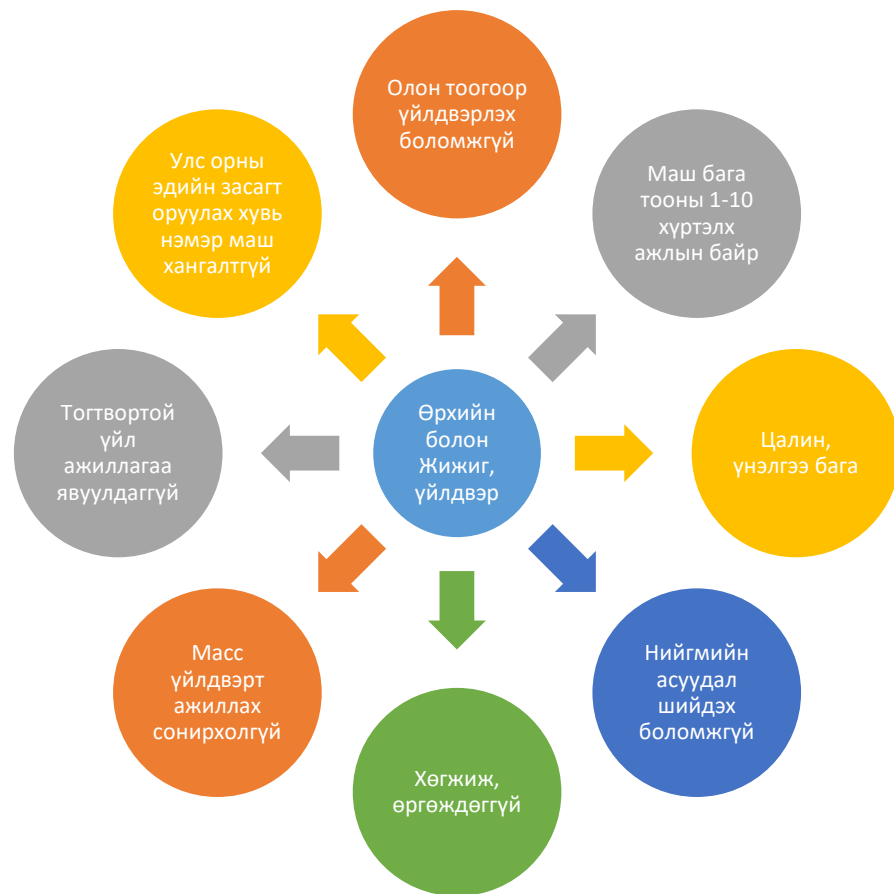 Олон тоогоор
үйлдвэрлэх
боломжгүй
Маш бага
тооны 1-10
хүртэлх
ажлын байр
Цалин,
үнэлгээ бага
Нийгмийн
асуудал
шийдэх
боломжгүй
Хөгжиж,
өргөждөггүй
Масс
үйлдвэрт
ажиллах
сонирхолгүй
Тогтвортой
үйл
ажиллагаа
явуулдаггүй
Улс орны
эдийн засагт
оруулах хувь
нэмэр маш
хангалтгүй
Өрхийн
болон
Жижиг,
үйлдвэр